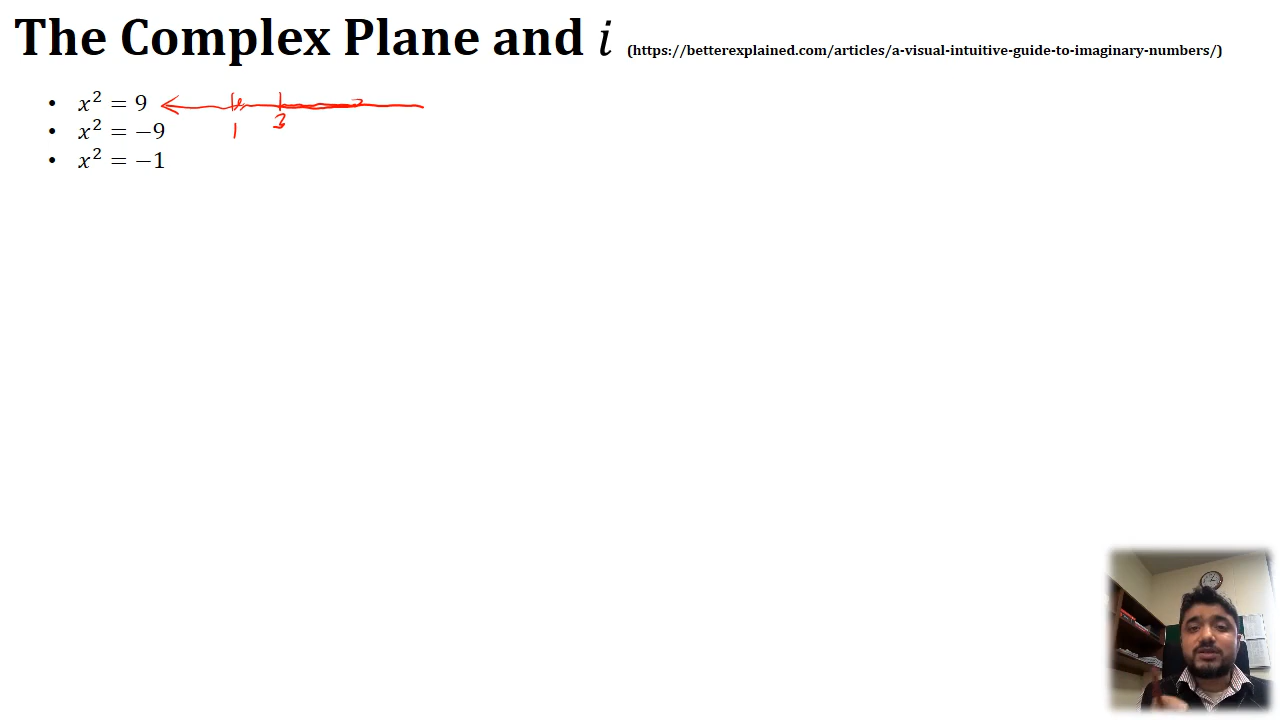 The Complex Plane and i (https://betterexplained.com/articles/a-visual-intuitive-guide-to-imaginary-numbers/)
• x² = 9
• x² = −9
• x² = −1
1 3